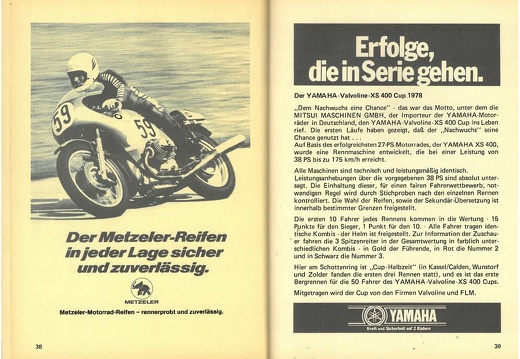 59
59
Der Metzeler-Reifen
in jeder Lage sicher
und zuverlässig.
METZELER
Metzeler-Motorrad-Reifen – rennerprobt und zuverlässig.
38
Erfolge,
die in Serie gehen.
Der YAMAHA-Valvoline-XS 400 Cup 1978
„Dem Nachwuchs eine Chance" - das war das Motto, unter dem die
MITSUI MASCHINEN GMBH, der Importeur der YAMAHA-Motor-
räder in Deutschland, den YAMAHA-Valvoline-XS 400 Cup ins Leben
rief. Die ersten Läufe haben gezeigt, daß der „Nachwuchs" seine
Chance genutzt hat ...
Auf Basis des erfolgreichsten 27-PS-Motorrades, der YAMAHA XS 400,
wurde eine Rennmaschine entwickelt, die bei einer Leistung von
38 PS bis zu 175 km/h erreicht.
Alle Maschinen sind technisch und leistungsmäßig identisch.
Leistungsanhebungen über die vorgegebenen 38 PS sind absolut unter-
sagt. Die Einhaltung dieser, für einen fairen Fahrerwettbewerb, not-
wendigen Regel wird durch Stichproben nach den einzelnen Rennen
kontrolliert. Die Wahl der Reifen, sowie der Sekundär-Übersetzung ist
innerhalb bestimmter Grenzen freigestellt.
Die ersten 10 Fahrer jedes Rennens kommen in die Wertung - 15
Punkte für den Sieger, 1 Punkt für den 10. - Alle Fahrer tragen iden-
tische Kombis - der Helm ist freigestellt. Zur Information der Zuschau-
er fahren die 3 Spitzenreiter in der Gesamtwertung in farblich unter-
schiedlichen Kombis - in Gold der Führende, in Rot die Nummer 2
und in Schwarz die Nummer 3.
Hier am Schottenring ist „Cup-Halbzeit" (in Kassel/Calden, Wunstorf
und Zolder fanden die ersten drei Rennen statt), und es ist das erste
Bergrennen für die 50 Fahrer des YAMAHA-Valvoline-XS 400 Cups.
Mitgetragen wird der Cup von den Firmen Valvoline und FLM.
YAMAHA
Kraft und Sicherheit auf 2 Rädern
39